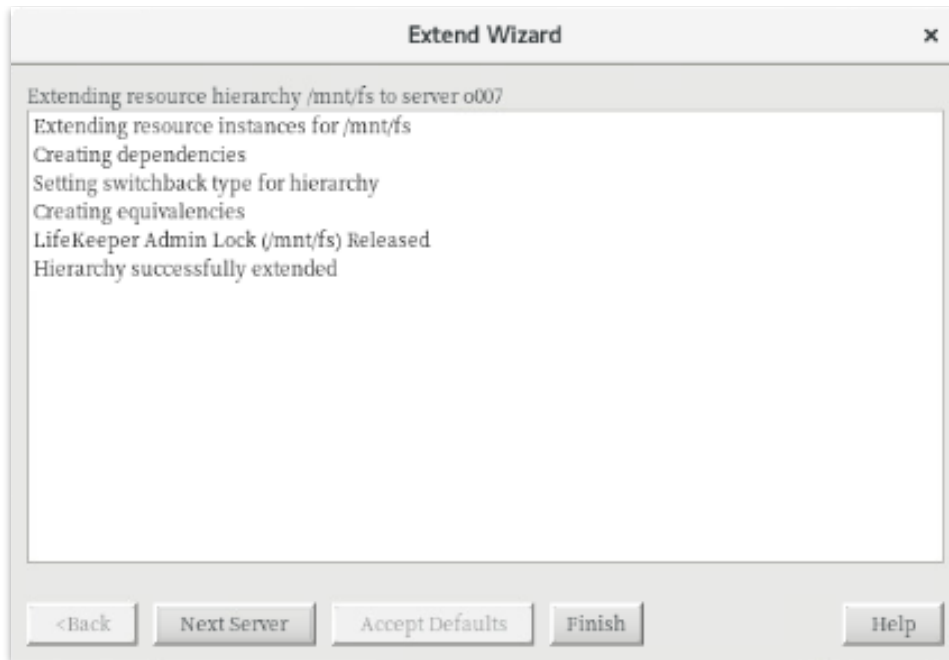 Extend Wizard ×
Extending resource hierarchy /mnt/fs to server o007
Extending resource instances for /mnt/fs
Creating dependencies
Setting switchback type for hierarchy
Creating equivalencies
LifeKeeper Admin Lock (/mnt/fs) Released
Hierarchy successfully extended
<Back Next Server Accept Defaults Finish Help